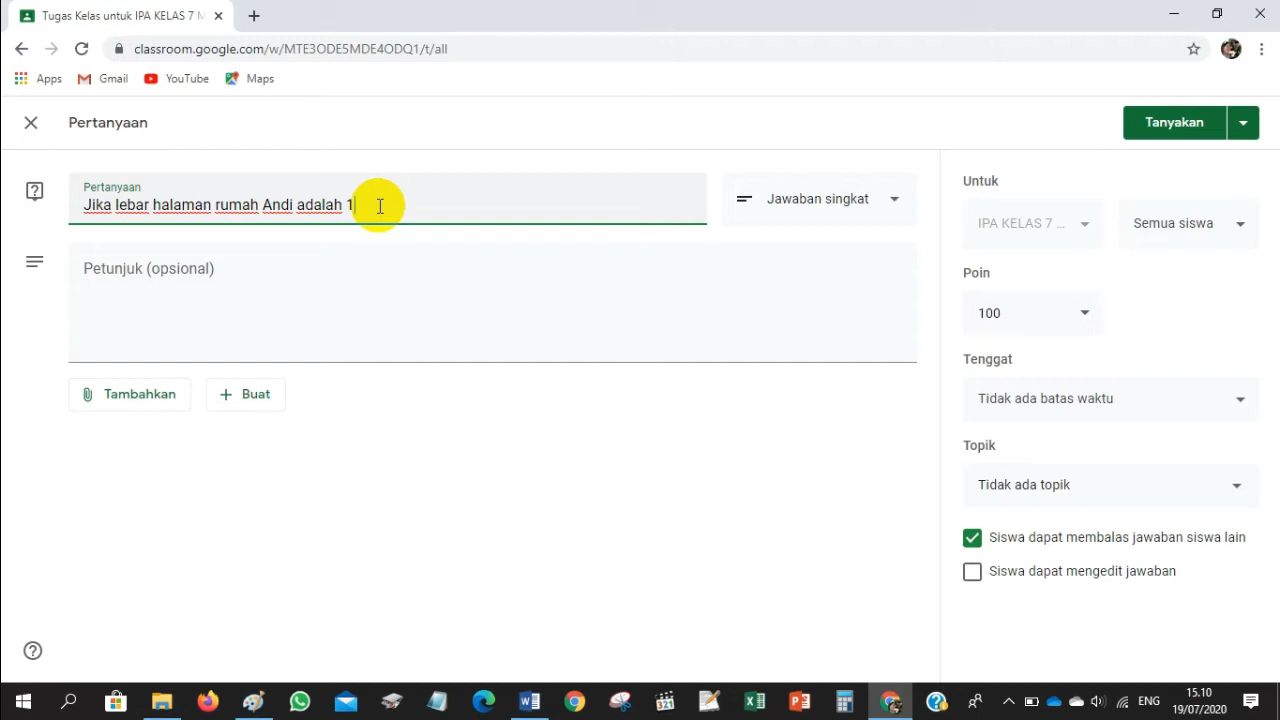 Tugas Kelas untuk IPA KELAS 7 M
classroom.google.com/w/MTE3ODE5MDE4ODQ1/t/all
Apps Gmail YouTube Maps
Pertanyaan
Tanyakan
Pertanyaan
Jika lebar halaman rumah Andi adalah 1
Jawaban singkat
Petunjuk (opsional)
Tambahkan
Buat
Untuk
IPA KELAS 7 ...
Semua siswa
Poin
100
Tenggat
Tidak ada batas waktu
Topik
Tidak ada topik
Siswa dapat membalas jawaban siswa lain
Siswa dapat mengedit jawaban
ENG
15.10
19/07/2020